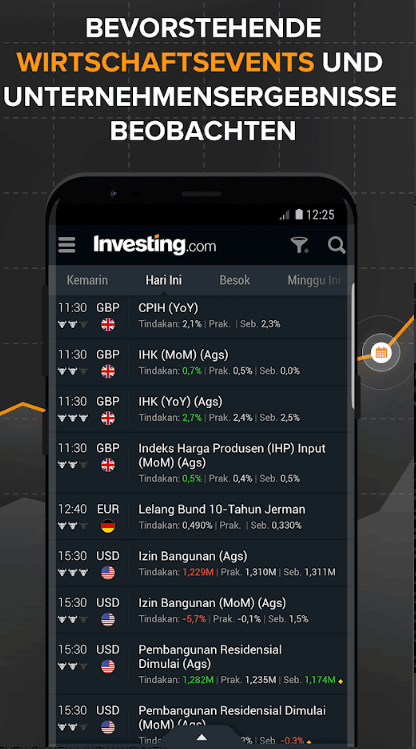 BEVORSTEHENDE
WIRTSCHAFTSEVENTS UND
UNTERNEHMENSERGEBNISSE
BEOBACHTEN
12:25
Investing.com
Kemarin Hari Ini Besok Minggu Ini
11:30 GBP CPIH (YoY)
Tindakan: 2,1% | Prak. | Seb. 2,3%
11:30 GBP IHK (MoM) (Ags)
Tindakan: 0,7% | Prak. 0,5% | Seb. 0,0%
11:30 GBP IHK (YoY) (Ags)
Tindakan: 2,7% | Prak. 2,4% | Seb. 2,5%
11:30 GBP Indeks Harga Produsen (IHP) Input
(MoM) (Ags)
Tindakan: 0,5% | Prak. 0,4% | Seb. 0,5%
12:40 EUR Lelang Bund 10-Tahun Jerman
Tindakan: 0,490% | Prak. | Seb. 0,330%
15:30 USD Izin Bangunan (Ags)
Tindakan: 1,229M | Prak. 1,310M | Seb. 1,311M
15:30 USD Izin Bangunan (MoM) (Ags)
Tindakan: -5,7% | Prak. -0,1% | Seb. 1,5%
15:30 USD Pembangunan Residensial
Dimulai (Ags)
Tindakan: 1,282M | Prak. 1,235M | Seb. 1,174M
15:30 USD Pembangunan Residensial Dimulai
(MoM) (Ags)
Seb. -0,3%